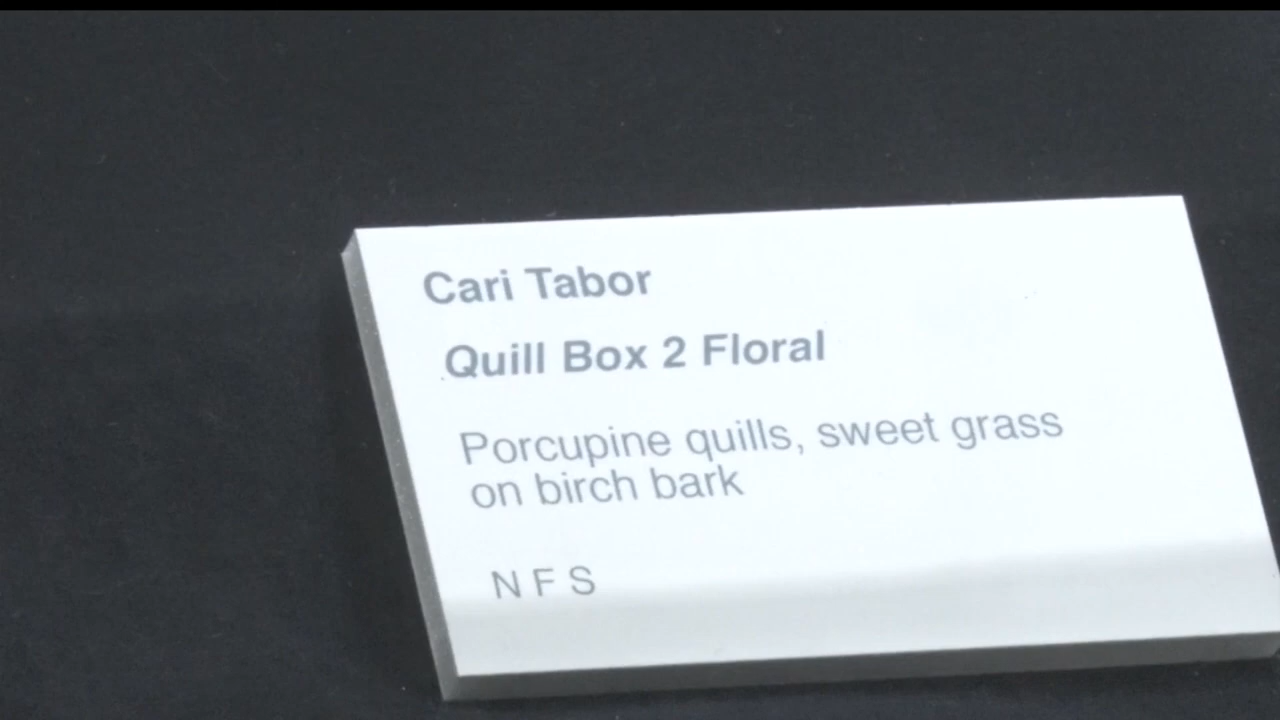 Cari Tabor
Quill Box 2 Floral
Porcupine quills, sweet grass
on birch bark
N F S